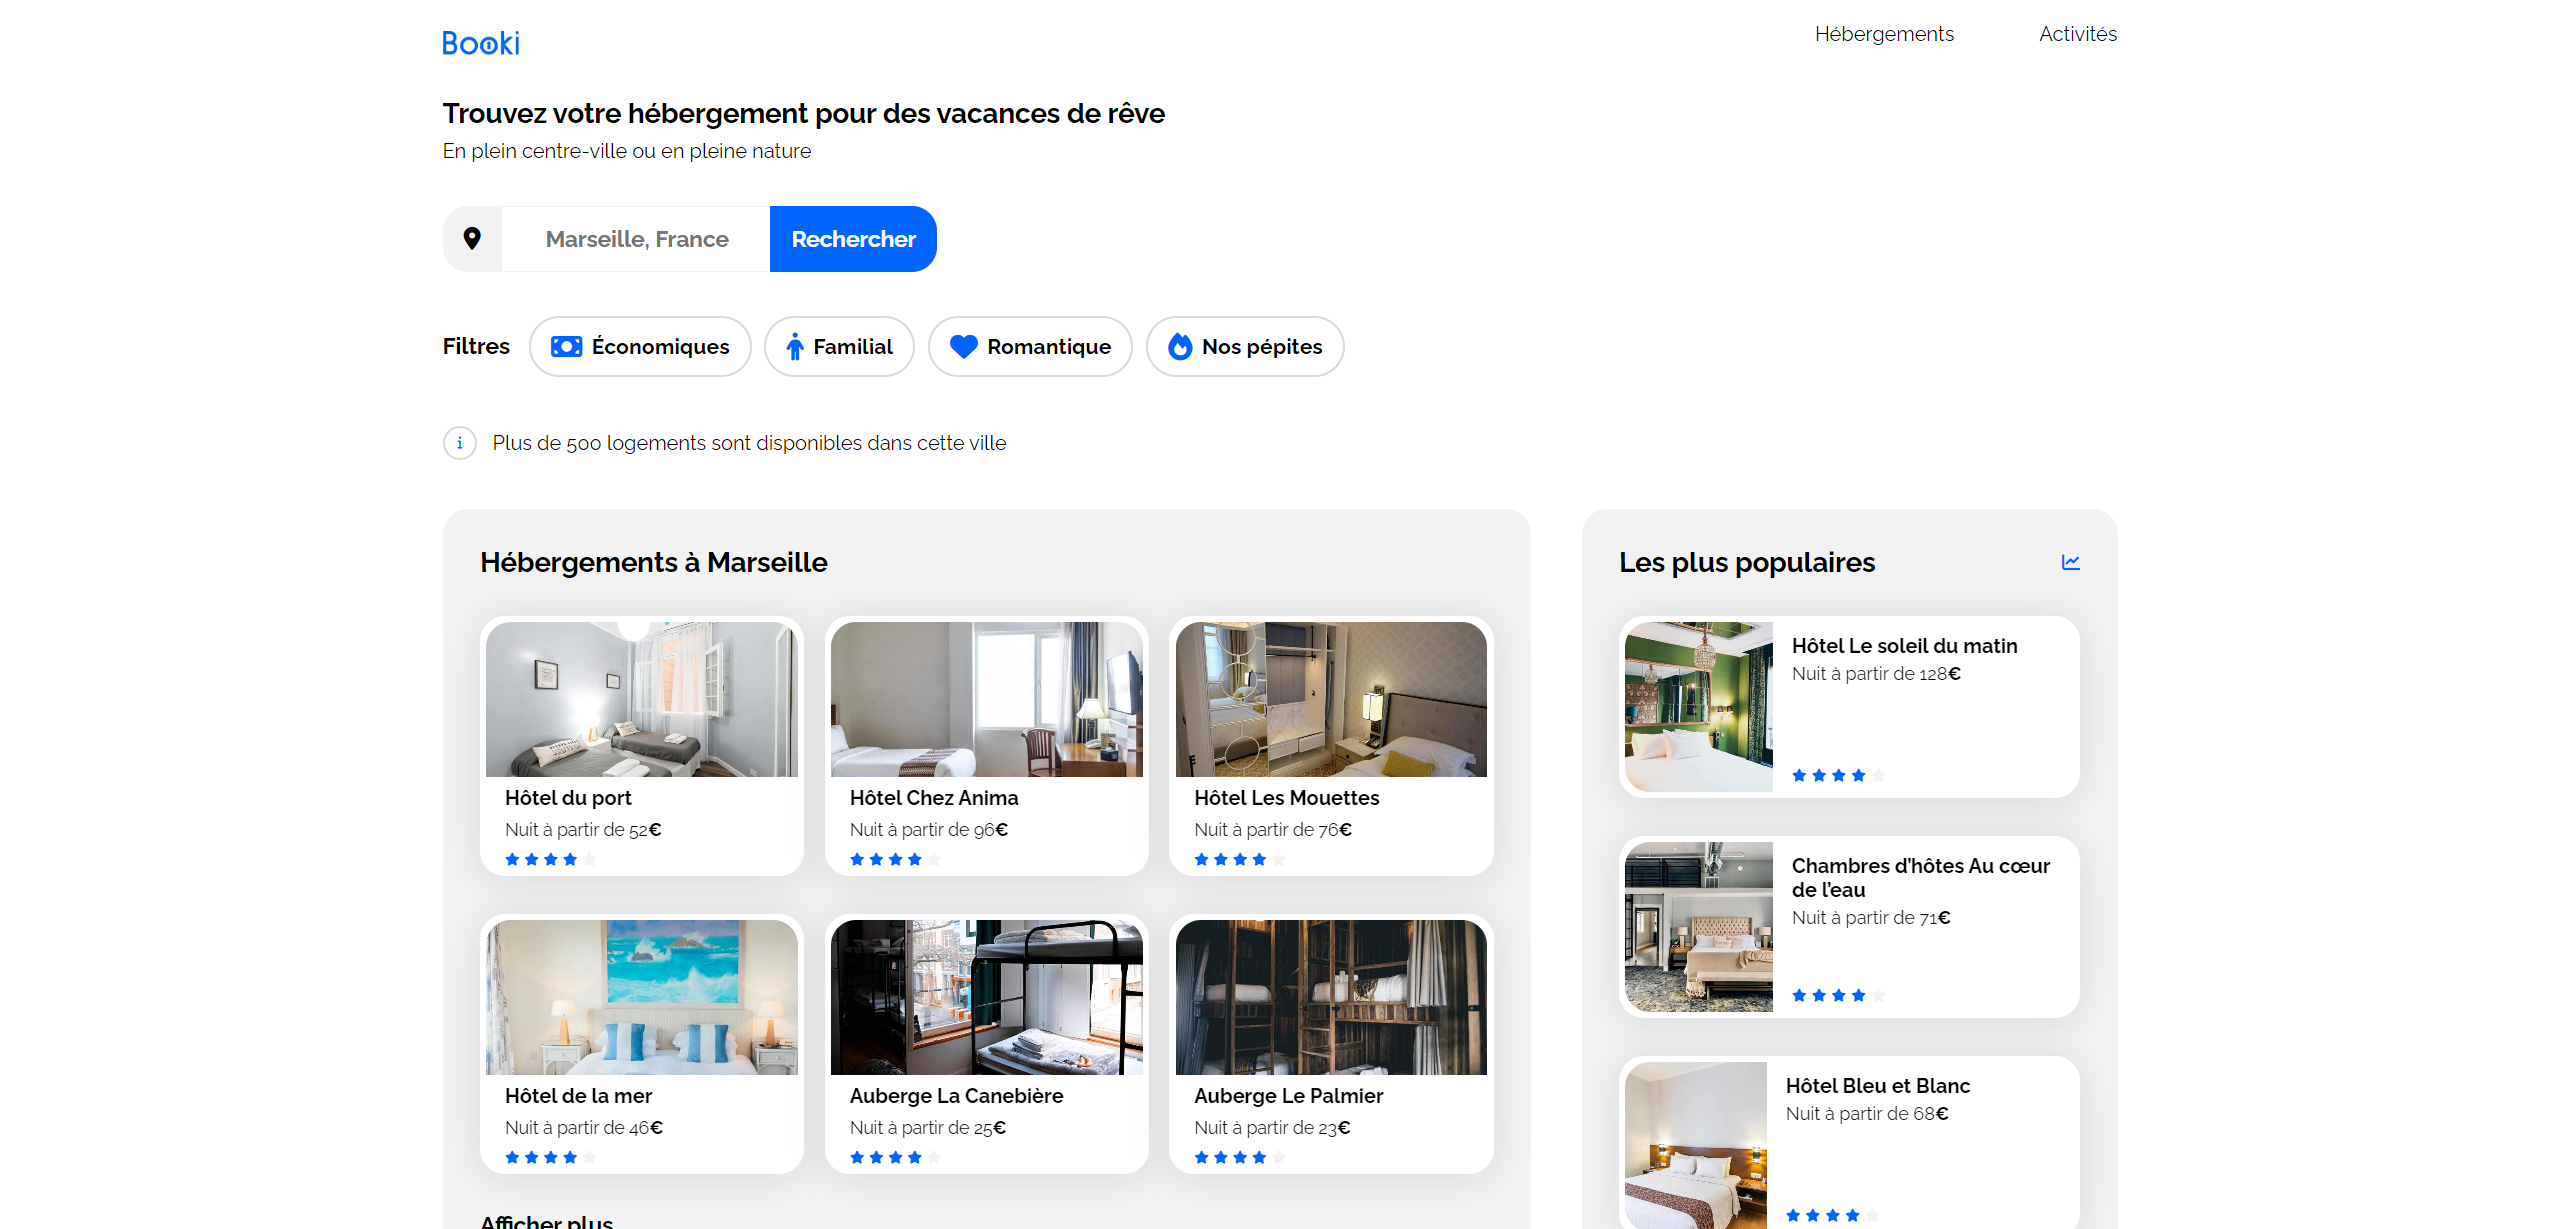 Booki
Hébergements
Activités
Trouvez votre hébergement pour des vacances de rêve
En plein centre-ville ou en pleine nature
Marseille, France
Rechercher
Filtres
Économiques
Familial
Romantique
Nos pépites
Plus de 500 logements sont disponibles dans cette ville
Hébergements à Marseille
Hôtel du port
Nuit à partir de 52€
Hôtel Chez Anima
Nuit à partir de 96€
Hôtel Les Mouettes
Nuit à partir de 76€
Hôtel de la mer
Nuit à partir de 46€
Auberge La Canebière
Nuit à partir de 25€
Auberge Le Palmier
Nuit à partir de 23€
Afficher plus
Les plus populaires
Hôtel Le soleil du matin
Nuit à partir de 128€
Chambres d'hôtes Au cœur
de l'eau
Nuit à partir de 71€
Hôtel Bleu et Blanc
Nuit à partir de 68€